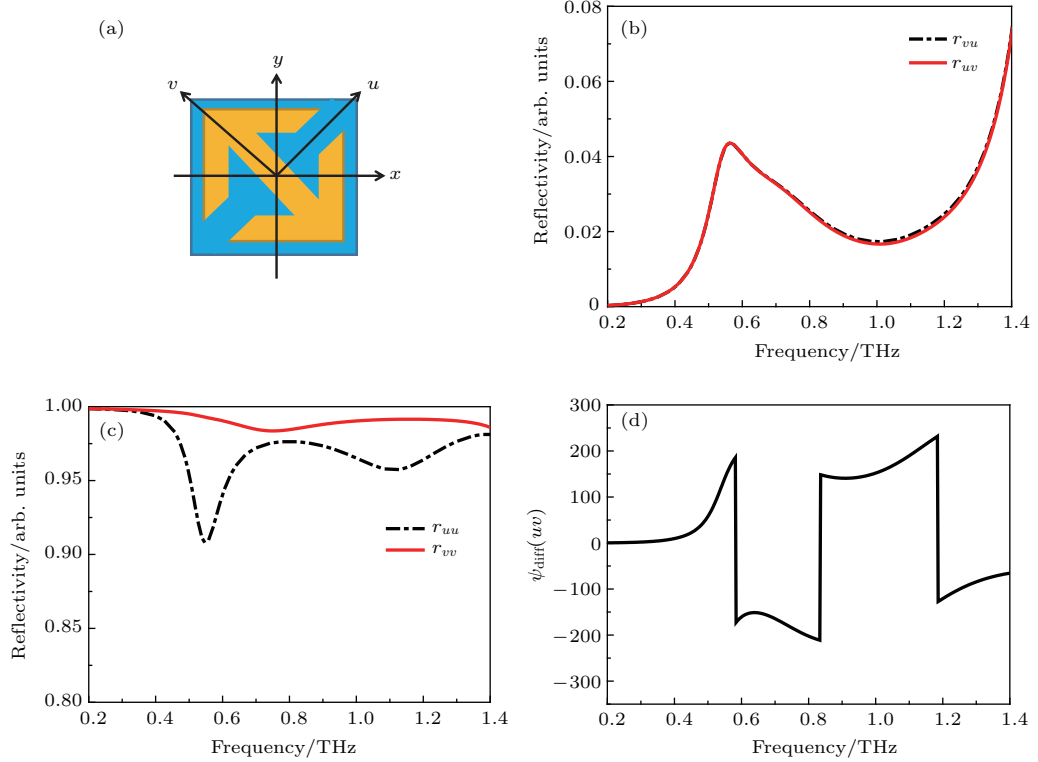 (a)
y
v
u
x
(b)
r_vu
r_uv
Reflectivity/arb. units
0.08
0.06
0.04
0.02
0
0.2 0.4 0.6 0.8 1.0 1.2 1.4
Frequency/THz
(c)
r_uu
r_vv
Reflectivity/arb. units
1.00
0.95
0.90
0.85
0.80
0.2 0.4 0.6 0.8 1.0 1.2 1.4
Frequency/THz
(d)
ψ_diff(uv)
300
200
100
0
−100
−200
−300
0.2 0.4 0.6 0.8 1.0 1.2 1.4
Frequency/THz